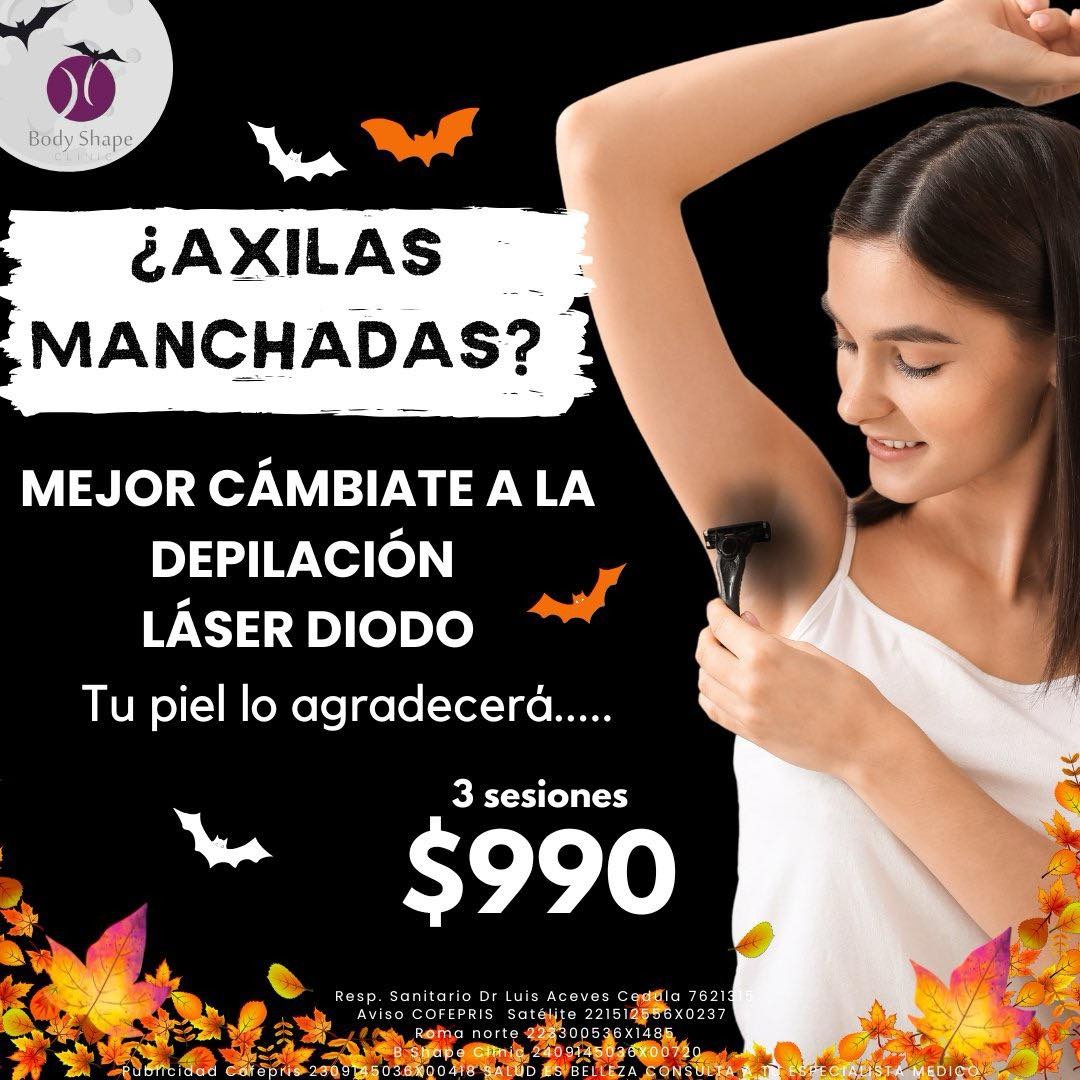 Body Shape
CLINIC
¿AXILAS
MANCHADAS?
MEJOR CÁMBIATE A LA
DEPILACIÓN
LÁSER DIODO
Tu piel lo agradecerá.....
3 sesiones
$990
Resp. Sanitario Dr Luis Aceves Cedula 7621315
Aviso COFEPRIS Satélite 221512556X0237
Roma norte 223300536X1485
B Shape Clinic 2409145036X00720
Publicidad Cofepris 2309145036X00418 SALUD ES BELLEZA CONSULTA A TU ESPECIALISTA MEDICO